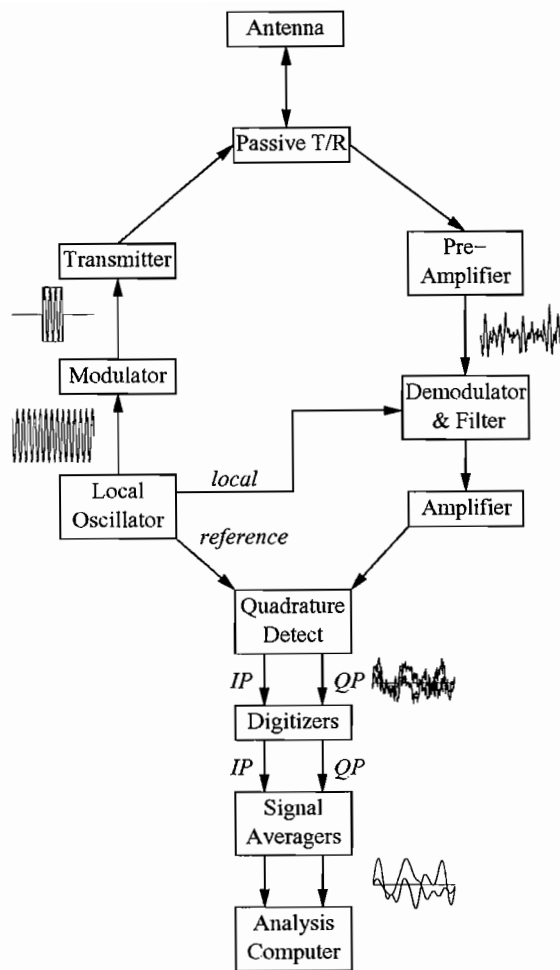 Antenna
Passive T/R
Transmitter
Pre-
Amplifier
Modulator
Demodulator
& Filter
Local
Oscillator
local
reference
Amplifier
Quadrature
Detect
IP
QP
Digitizers
IP
QP
Signal
Averagers
Analysis
Computer